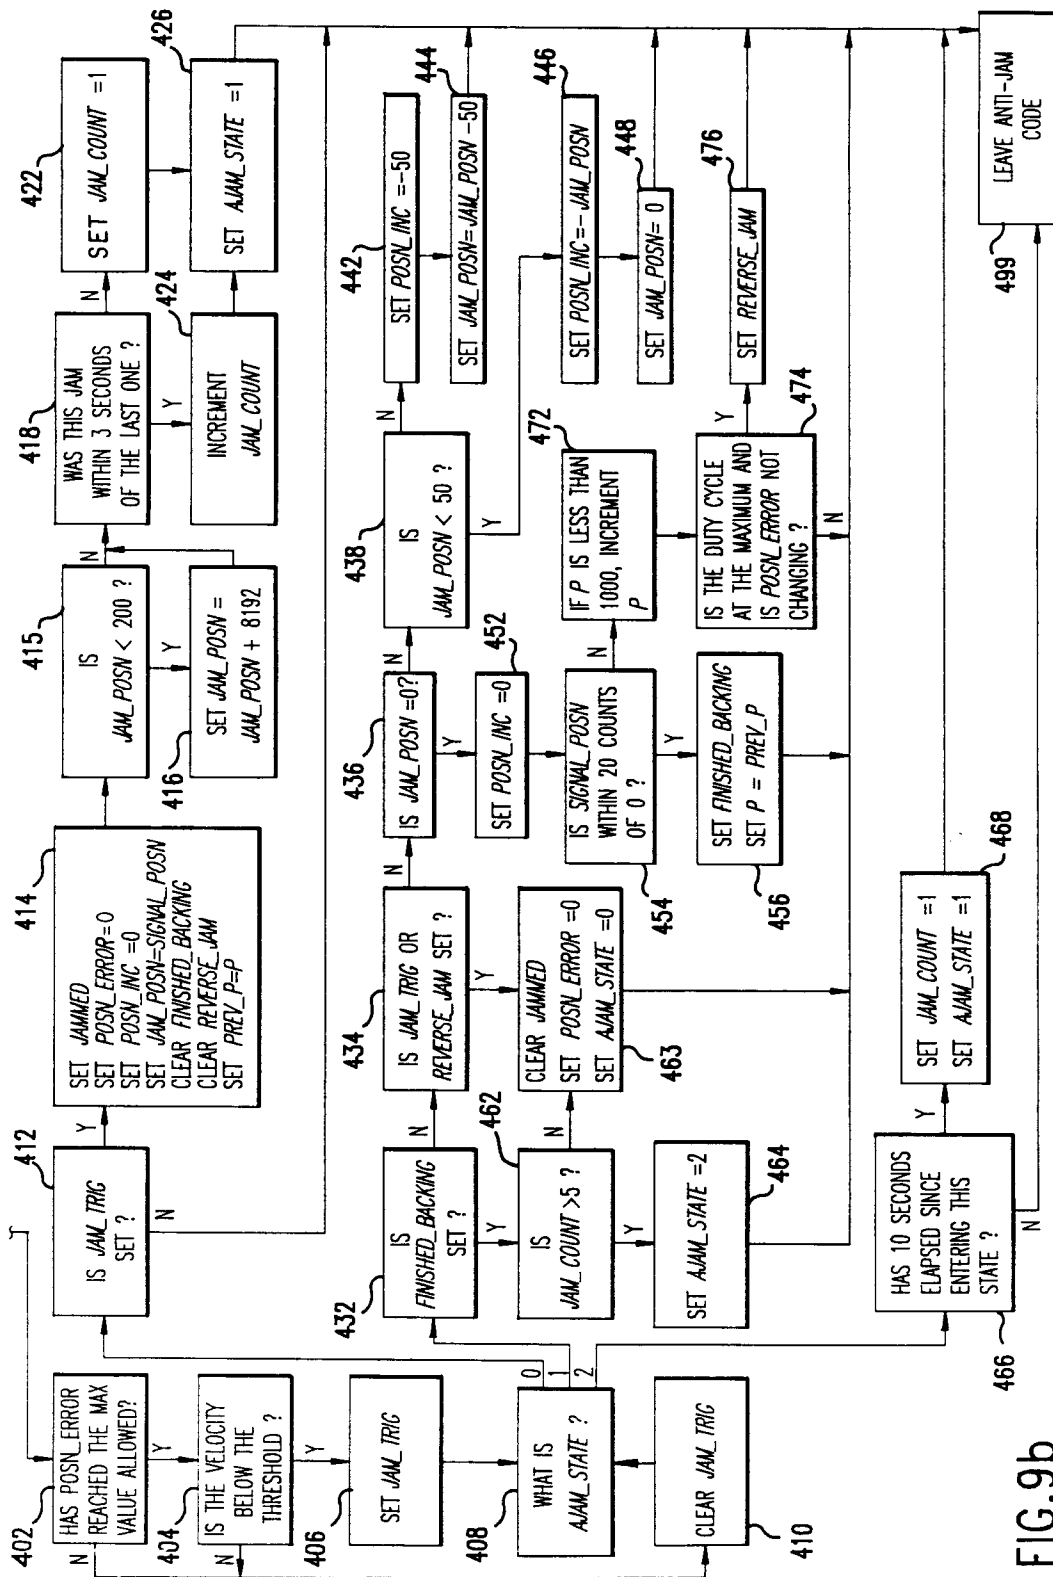 402
HAS POSN_ERROR
REACHED THE MAX
VALUE ALLOWED?
N
Y
404
IS THE VELOCITY
BELOW THE
THRESHOLD ?
N
Y
406
SET JAM_TRIG
408
WHAT IS
AJAM_STATE ?
0
1
2
410
CLEAR JAM_TRIG
412
IS JAM_TRIG
SET ?
Y
N
414
SET JAMMED
SET POSN_ERROR=0
SET POSN_INC =0
SET JAM_POSN=SIGNAL_POSN
CLEAR FINISHED_BACKING
CLEAR REVERSE_JAM
SET PREV_P=P
415
IS
JAM_POSN < 200 ?
N
Y
416
SET JAM_POSN =
JAM_POSN + 8192
418
WAS THIS JAM
WITHIN 3 SECONDS
OF THE LAST ONE ?
N
Y
422
SET JAM_COUNT =1
424
INCREMENT
JAM_COUNT
426
SET AJAM_STATE =1
432
IS
FINISHED_BACKING
SET ?
N
Y
434
IS JAM_TRIG OR
REVERSE_JAM SET ?
N
Y
436
IS JAM_POSN =0?
N
Y
438
IS
JAM_POSN < 50 ?
N
Y
442
SET POSN_INC =-50
444
SET JAM_POSN=JAM_POSN -50
446
SET POSN_INC=- JAM_POSN
448
SET JAM_POSN= 0
452
SET POSN_INC =0
454
IS SIGNAL_POSN
WITHIN 20 COUNTS
OF 0 ?
N
Y
456
SET FINISHED_BACKING
SET P = PREV_P
462
IS
JAM_COUNT >5 ?
N
Y
463
CLEAR JAMMED
SET POSN_ERROR =0
SET AJAM_STATE =0
464
SET AJAM_STATE =2
472
IF P IS LESS THAN
1000, INCREMENT
P
474
IS THE DUTY CYCLE
AT THE MAXIMUM AND
IS POSN_ERROR NOT
CHANGING ?
Y
N
476
SET REVERSE_JAM
466
HAS 10 SECONDS
ELAPSED SINCE
ENTERING THIS
STATE ?
Y
N
468
SET JAM_COUNT =1
SET AJAM_STATE =1
499
LEAVE ANTI-JAM
CODE
FIG.9b